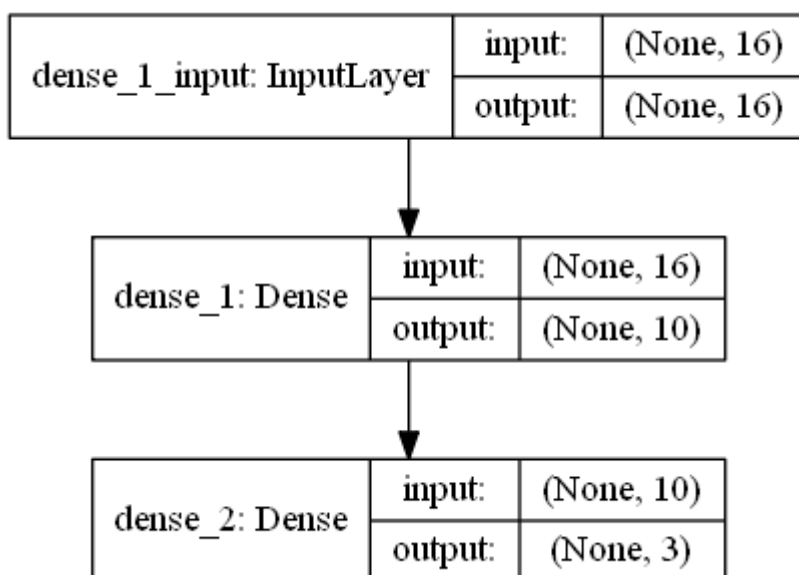 dense_1_input: InputLayer
input:
(None, 16)
output:
(None, 16)
dense_1: Dense
input:
(None, 16)
output:
(None, 10)
dense_2: Dense
input:
(None, 10)
output:
(None, 3)